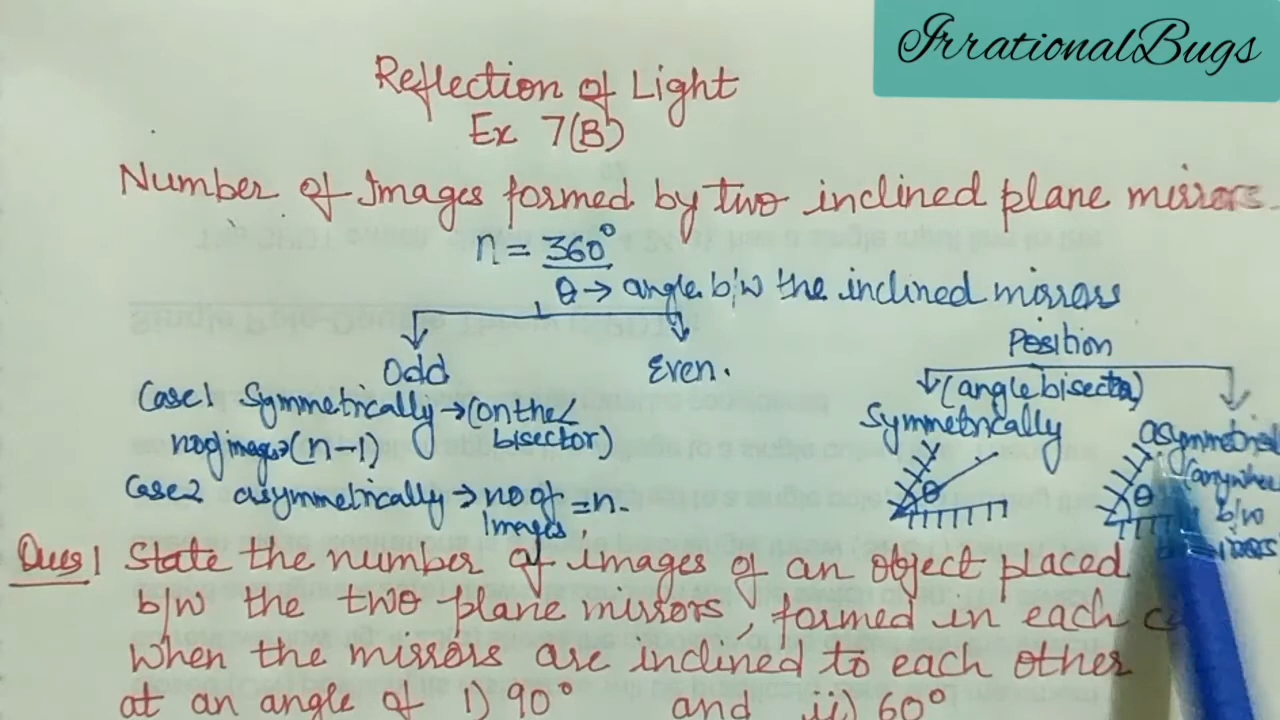 IrrationalBugs
Reflection of Light
Ex 7(B)
Number of Images formed by two inclined plane mirrors.
n = 360°
θ → angle b/w the inclined mirrors
Odd
Even.
Case1 Symmetrically → (on the ∠ bisector)
no of images → (n-1)
Case2 asymmetrically → no of images = n.
Position
(angle bisector)
Symmetrically
θ
θ
b/w
Ques 1 State the number of images of an object placed
b/w the two plane mirrors, formed in each
when the mirrors are inclined to each other
at an angle of i) 90° and ii) 60°